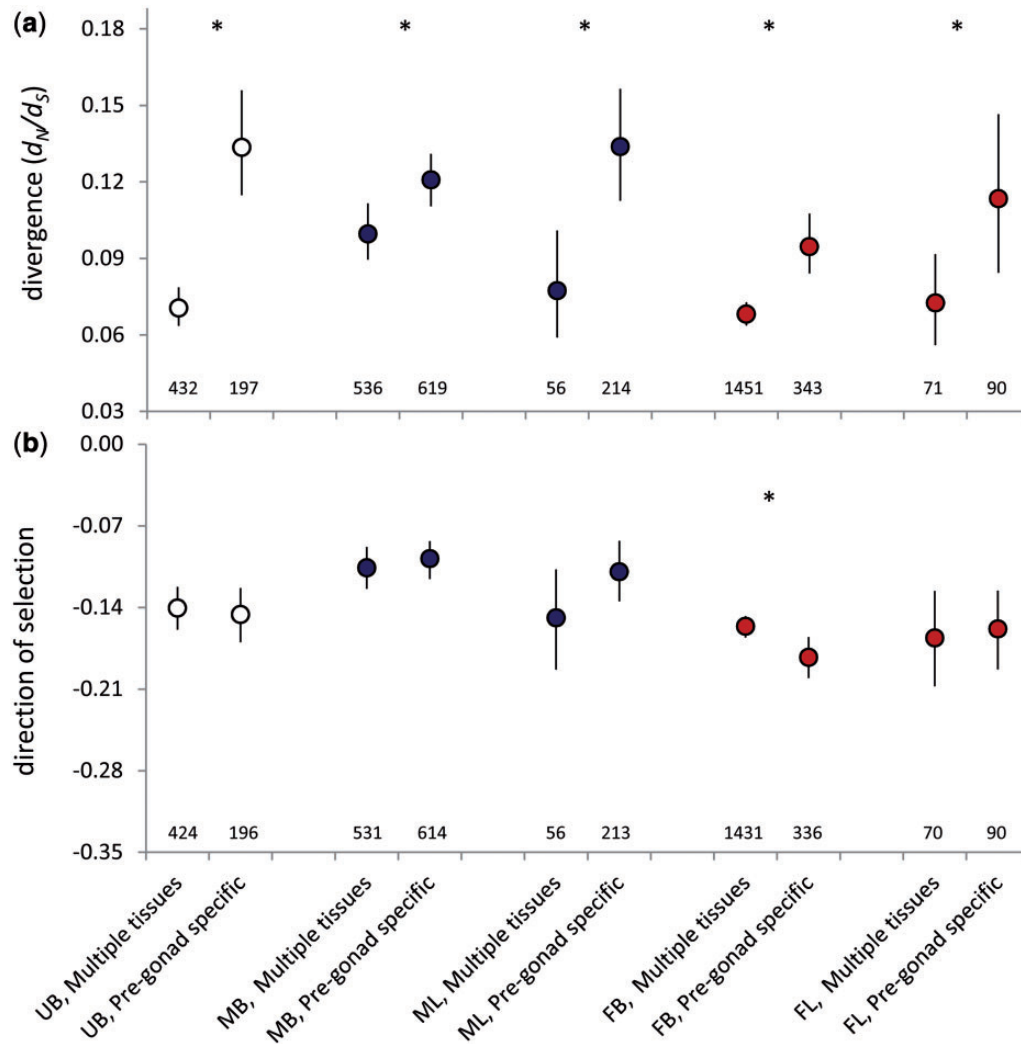 (a)
* * * * *
0.18
0.15
0.12
0.09
0.06
0.03
divergence (dN/dS)
432 197 536 619 56 214 1451 343 71 90
(b)
*
0.00
-0.07
-0.14
-0.21
-0.28
-0.35
direction of selection
424 196 531 614 56 213 1431 336 70 90
UB, Multiple tissues
UB, Pre-gonad specific
MB, Multiple tissues
MB, Pre-gonad specific
ML, Multiple tissues
ML, Pre-gonad specific
FB, Multiple tissues
FB, Pre-gonad specific
FL, Multiple tissues
FL, Pre-gonad specific